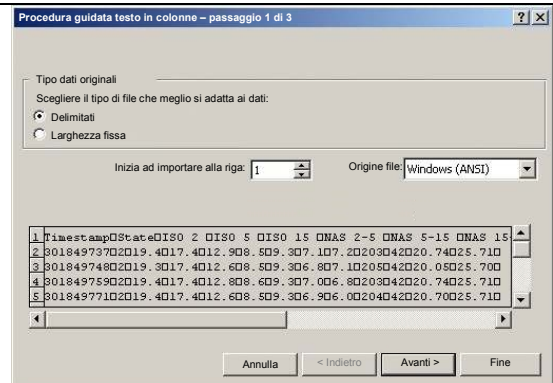 Procedura guidata testo in colonne – passaggio 1 di 3
Tipo dati originali
Scegliere il tipo di file che meglio si adatta ai dati:
Delimitati
Larghezza fissa
Inizia ad importare alla riga: 1 Origine file: Windows (ANSI)
1 Timestamp□State□ISO 2 □ISO 5 □ISO 15 □NAS 2-5 □NAS 5-15 □NAS 15
2 301849737□2□19.4□17.4□12.9□8.5□9.3□7.1□7.2□203□42□20.74□25.71□
3 301849748□2□19.3□17.4□12.6□8.5□9.3□6.8□7.1□205□42□20.05□25.70□
4 301849759□2□19.4□17.4□12.8□8.6□9.3□7.0□7.2□203□42□20.74□25.71□
5 301849771□2□19.4□17.4□12.6□8.5□9.3□6.9□6.0□204□42□20.70□25.71□
Annulla < Indietro Avanti > Fine